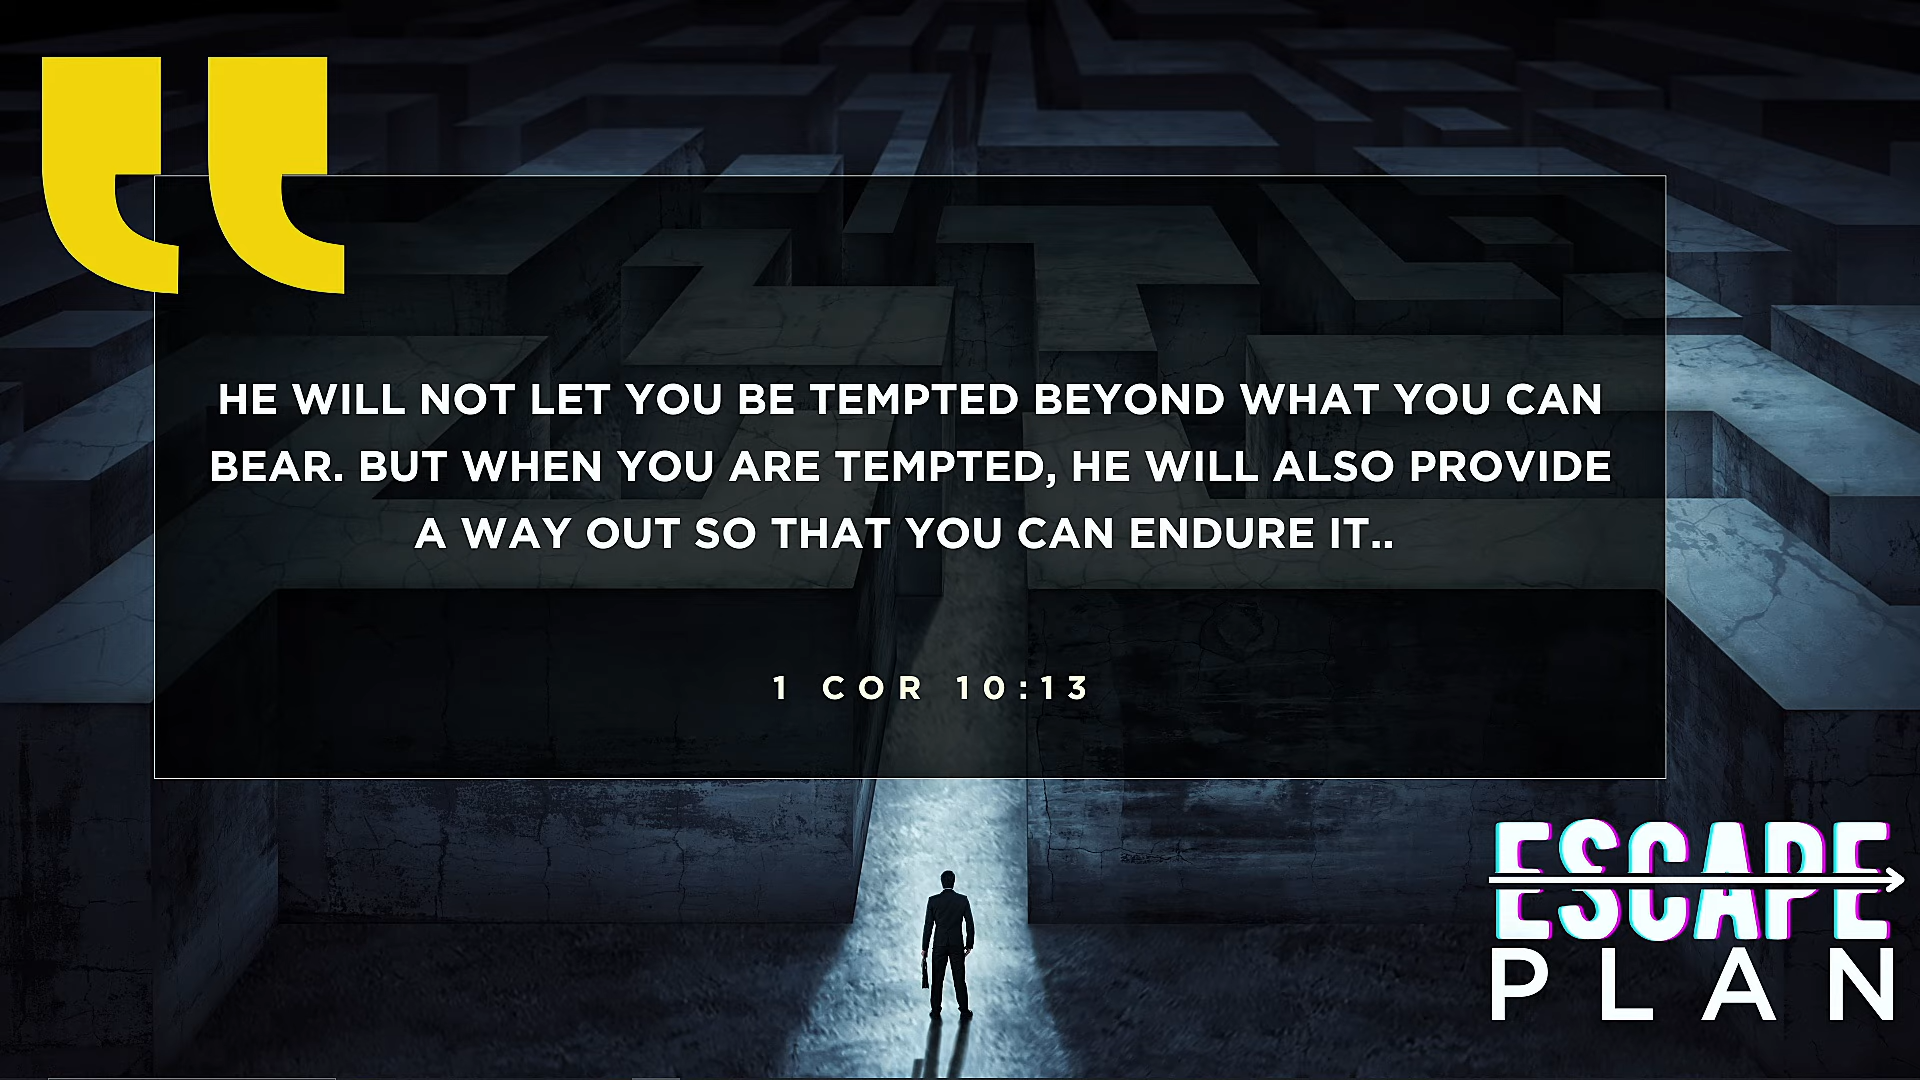 HE WILL NOT LET YOU BE TEMPTED BEYOND WHAT YOU CAN
BEAR. BUT WHEN YOU ARE TEMPTED, HE WILL ALSO PROVIDE
A WAY OUT SO THAT YOU CAN ENDURE IT..
1 COR 10:13
ESCAPE
PLAN